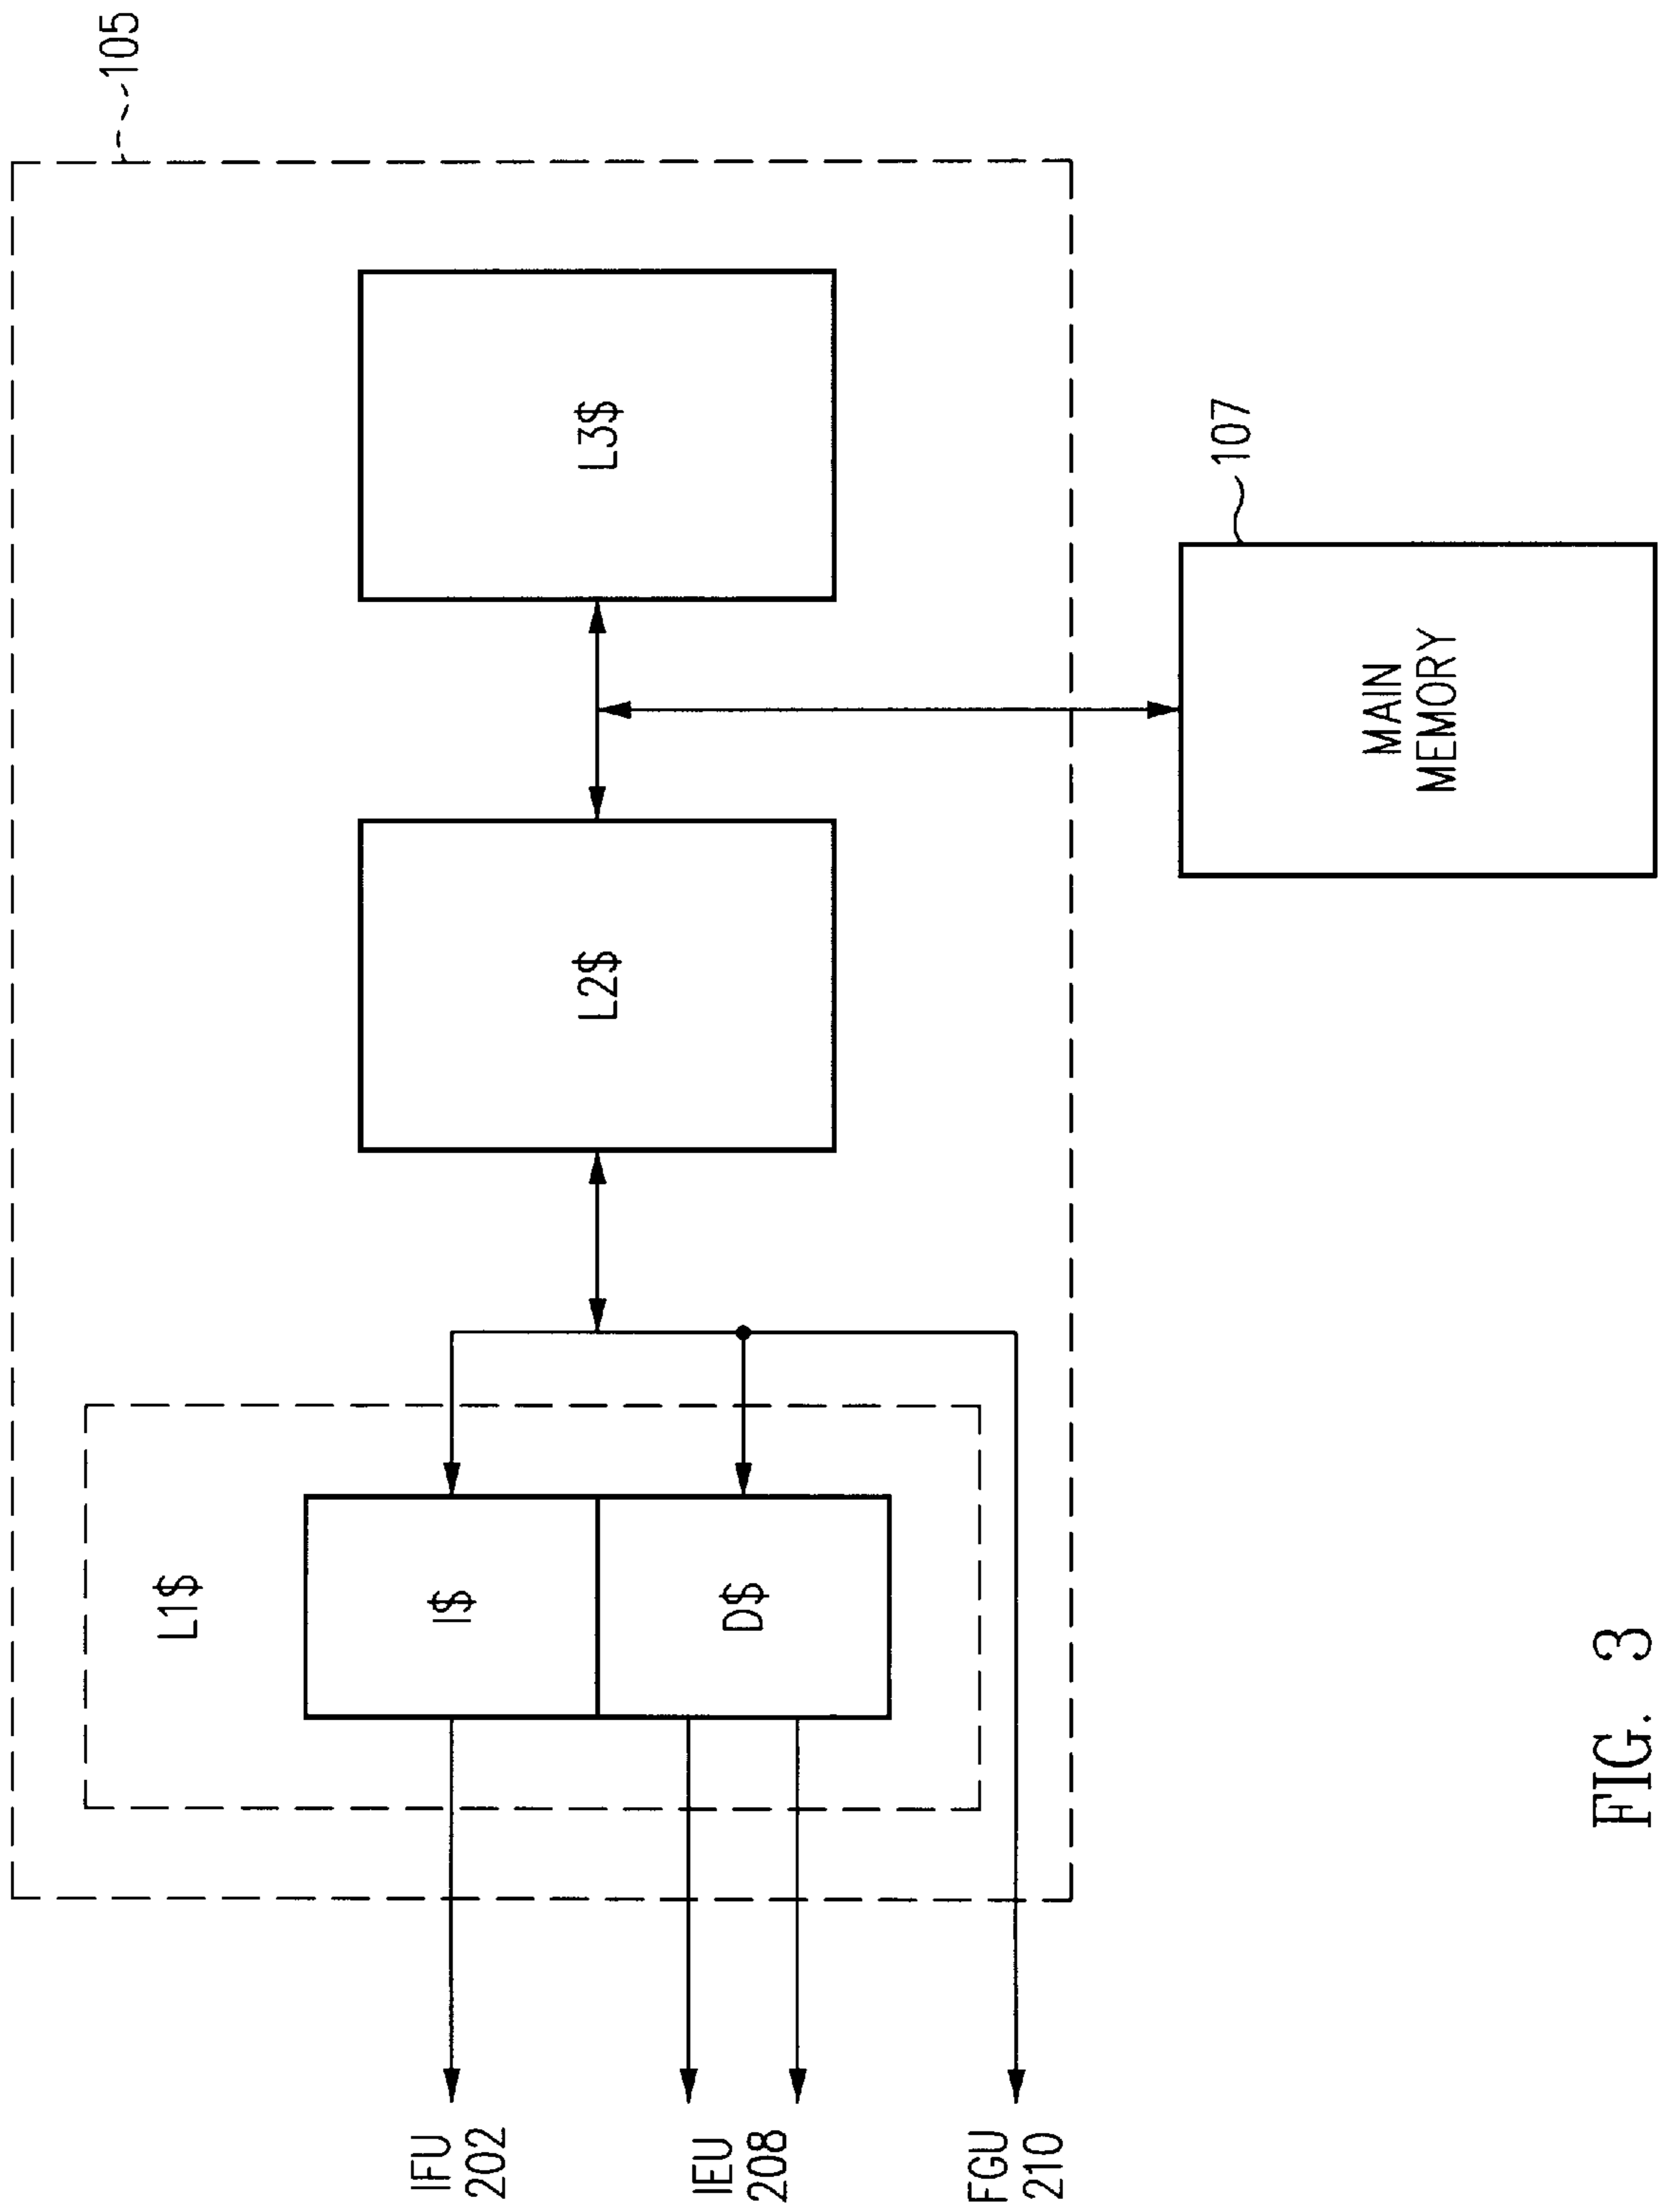 105
L3$
L2$
107
MAIN
MEMORY
L1$
I$
D$
IFU
202
IEU
208
FGU
210
FIG. 3